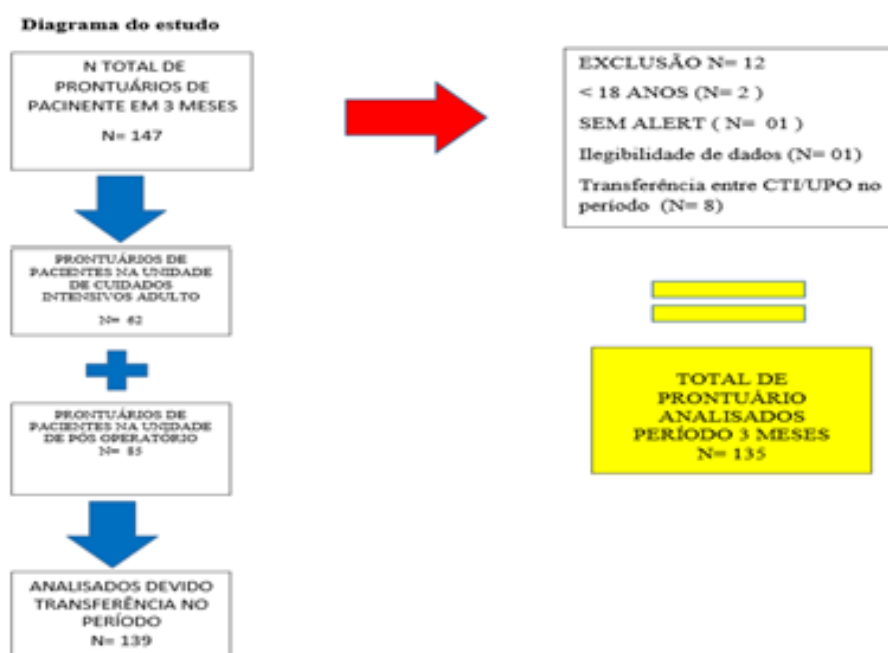 Diagrama do estudo
N TOTAL DE
PRONTUÁRIOS DE
PACINENTE EM 3 MESES
N= 147
PRONTUÁRIOS DE
PACIENTES NA UNIDADE
DE CUIDADOS
INTENSIVOS ADULTO
N= 62
PRONTUÁRIOS DE
PACIENTES NA UNIDADE
DE PÓS OPERATÓRIO
N= 85
ANALISADOS DEVIDO
TRANSFERÊNCIA NO
PERÍODO
N= 139
EXCLUSÃO N= 12
< 18 ANOS (N= 2 )
SEM ALERT ( N= 01 )
Ilegibilidade de dados (N= 01)
Transferência entre CTI/UPO no
período (N= 8)
TOTAL DE
PRONTUÁRIO
ANALISADOS
PERÍODO 3 MESES
N= 135